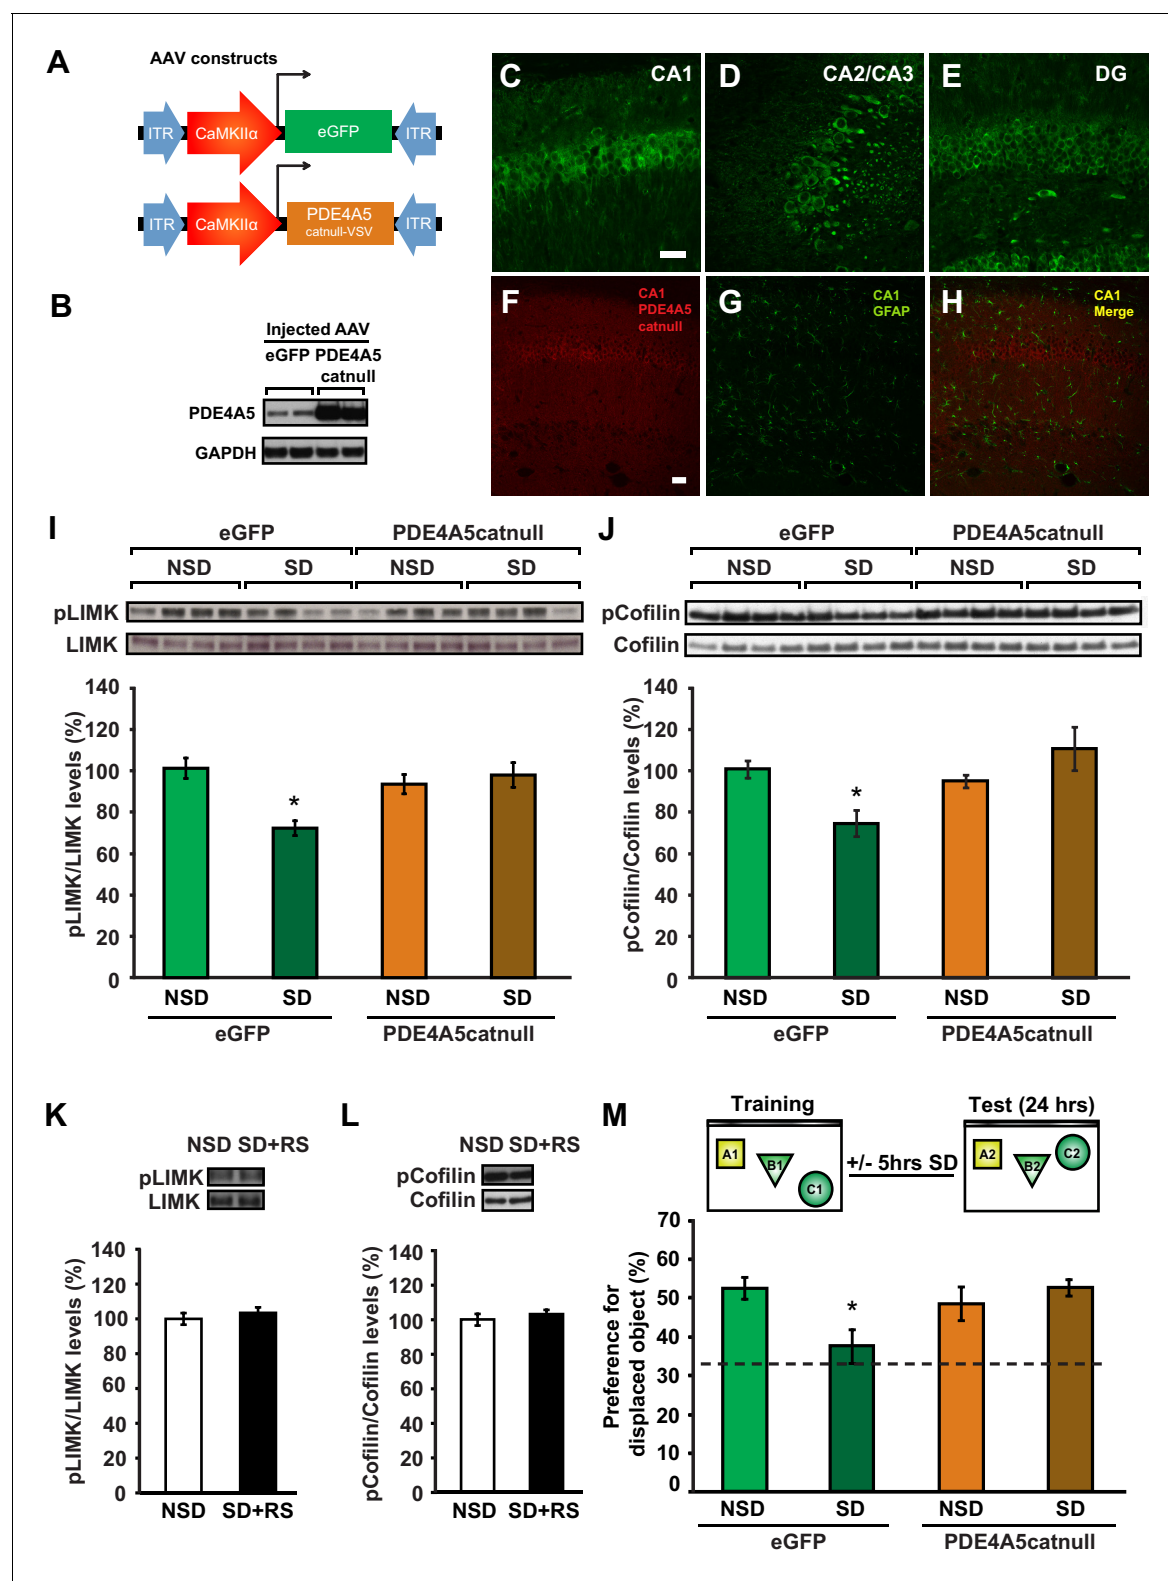 A
AAV constructs
ITR CaMKIIα eGFP ITR
ITR CaMKIIα PDE4A5 catnull-VSV ITR
B
Injected AAV
eGFP PDE4A5
catnull
PDE4A5
GAPDH
C CA1
D CA2/CA3
E DG
F CA1
PDE4A5
catnull
G CA1
GFAP
H CA1
Merge
I
eGFP PDE4A5catnull
NSD SD NSD SD
pLIMK
LIMK
pLIMK/LIMK levels (%)
140
120
100
80
60
40
20
0
NSD SD NSD SD
eGFP PDE4A5catnull
*
J
eGFP PDE4A5catnull
NSD SD NSD SD
pCofilin
Cofilin
pCofilin/Cofilin levels (%)
140
120
100
80
60
40
20
0
NSD SD NSD SD
eGFP PDE4A5catnull
*
K
NSD SD+RS
pLIMK
LIMK
pLIMK/LIMK levels (%)
140
120
100
80
60
40
20
0
NSD SD+RS
L
NSD SD+RS
pCofilin
Cofilin
pCofilin/Cofilin levels (%)
140
120
100
80
60
40
20
0
NSD SD+RS
M
Training Test (24 hrs)
A1 B1 C1
+/- 5hrs SD
A2 B2 C2
Preference for
displaced object (%)
70
60
50
40
30
20
10
0
*
NSD SD NSD SD
eGFP PDE4A5catnull